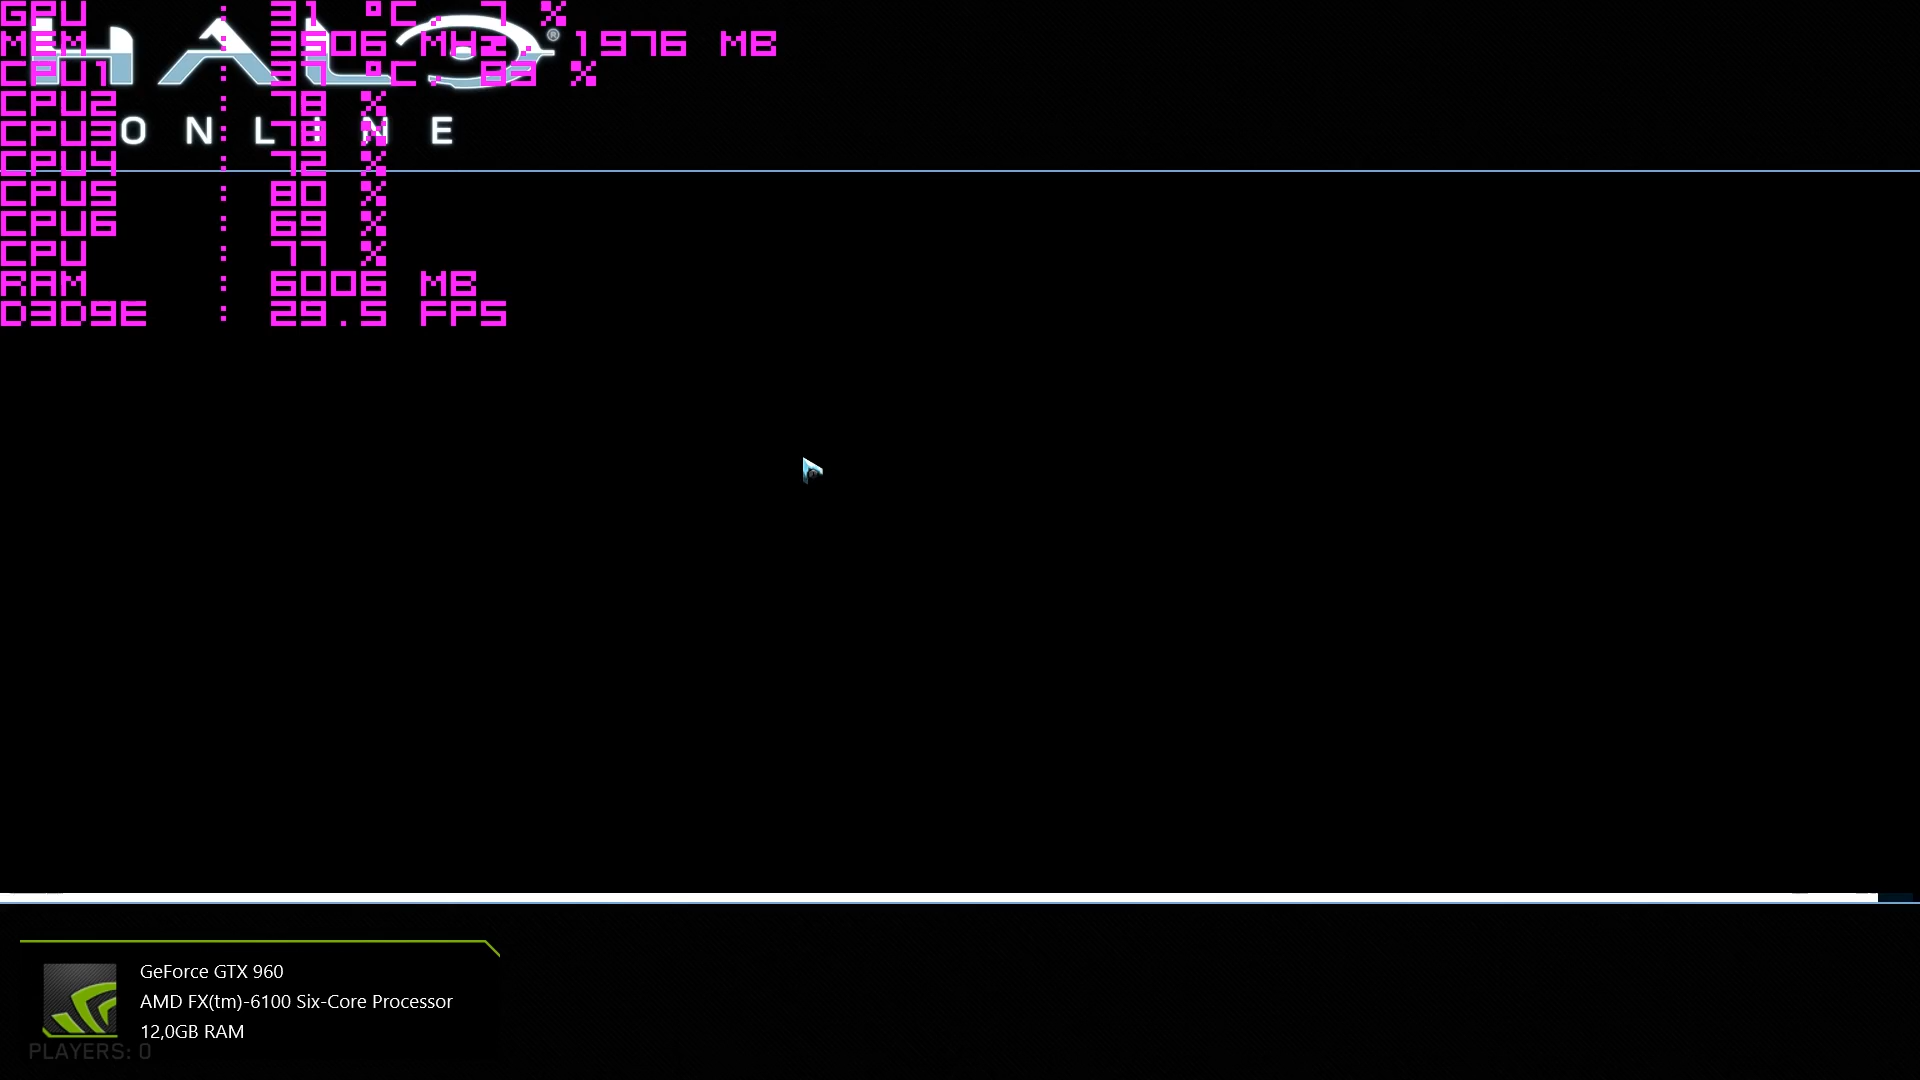 GPU : 31 °C, 7 %
MEM : 3506 MHz, 1976 MB
CPU1 : 37 °C, 89 %
CPU2 : 78 %
CPU3 : 78 %
CPU4 : 72 %
CPU5 : 80 %
CPU6 : 69 %
CPU : 77 %
RAM : 6006 MB
D3D9E : 29.5 FPS
HALO®
ONLINE
GeForce GTX 960
AMD FX(tm)-6100 Six-Core Processor
12,0GB RAM
PLAYERS: 0